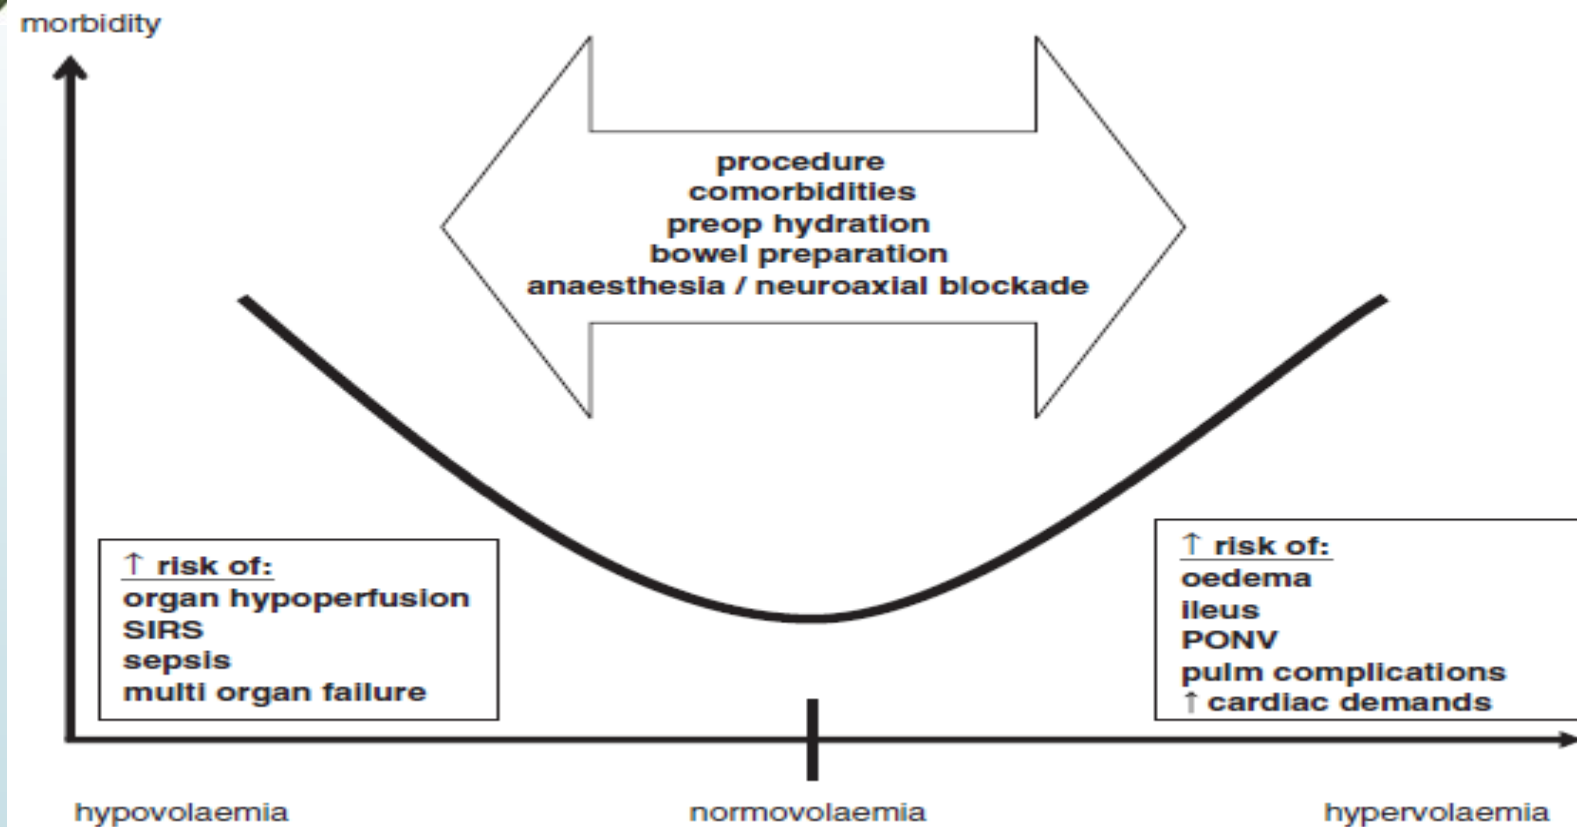 morbidity
procedure
comorbidities
preop hydration
bowel preparation
anaesthesia / neuroaxial blockade
↑ risk of:
organ hypoperfusion
SIRS
sepsis
multi organ failure
↑ risk of:
oedema
ileus
PONV
pulm complications
↑ cardiac demands
hypovolaemia
normovolaemia
hypervolaemia